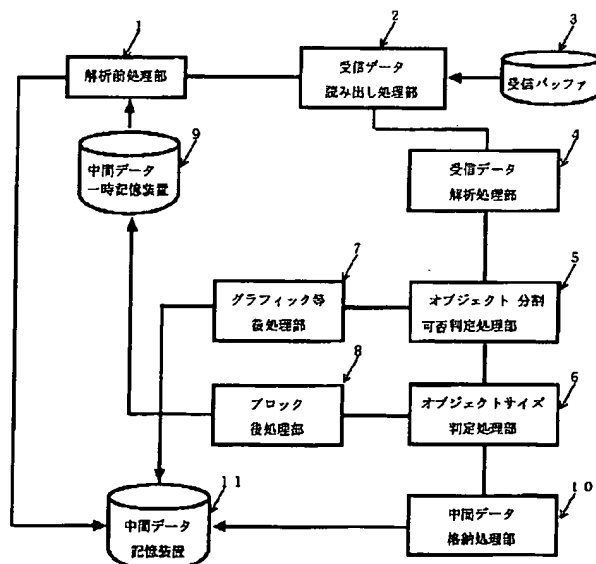 1
2
3
解析前処理部
受信データ
読み出し処理部
受信バッファ
9
4
中間データ
一時記憶装置
受信データ
解析処理部
7
5
グラフィック等
後処理部
オブジェクト 分割
可否判定処理部
8
6
ブロック
後処理部
オブジェクトサイズ
判定処理部
11
10
中間データ
記憶装置
中間データ
格納処理部